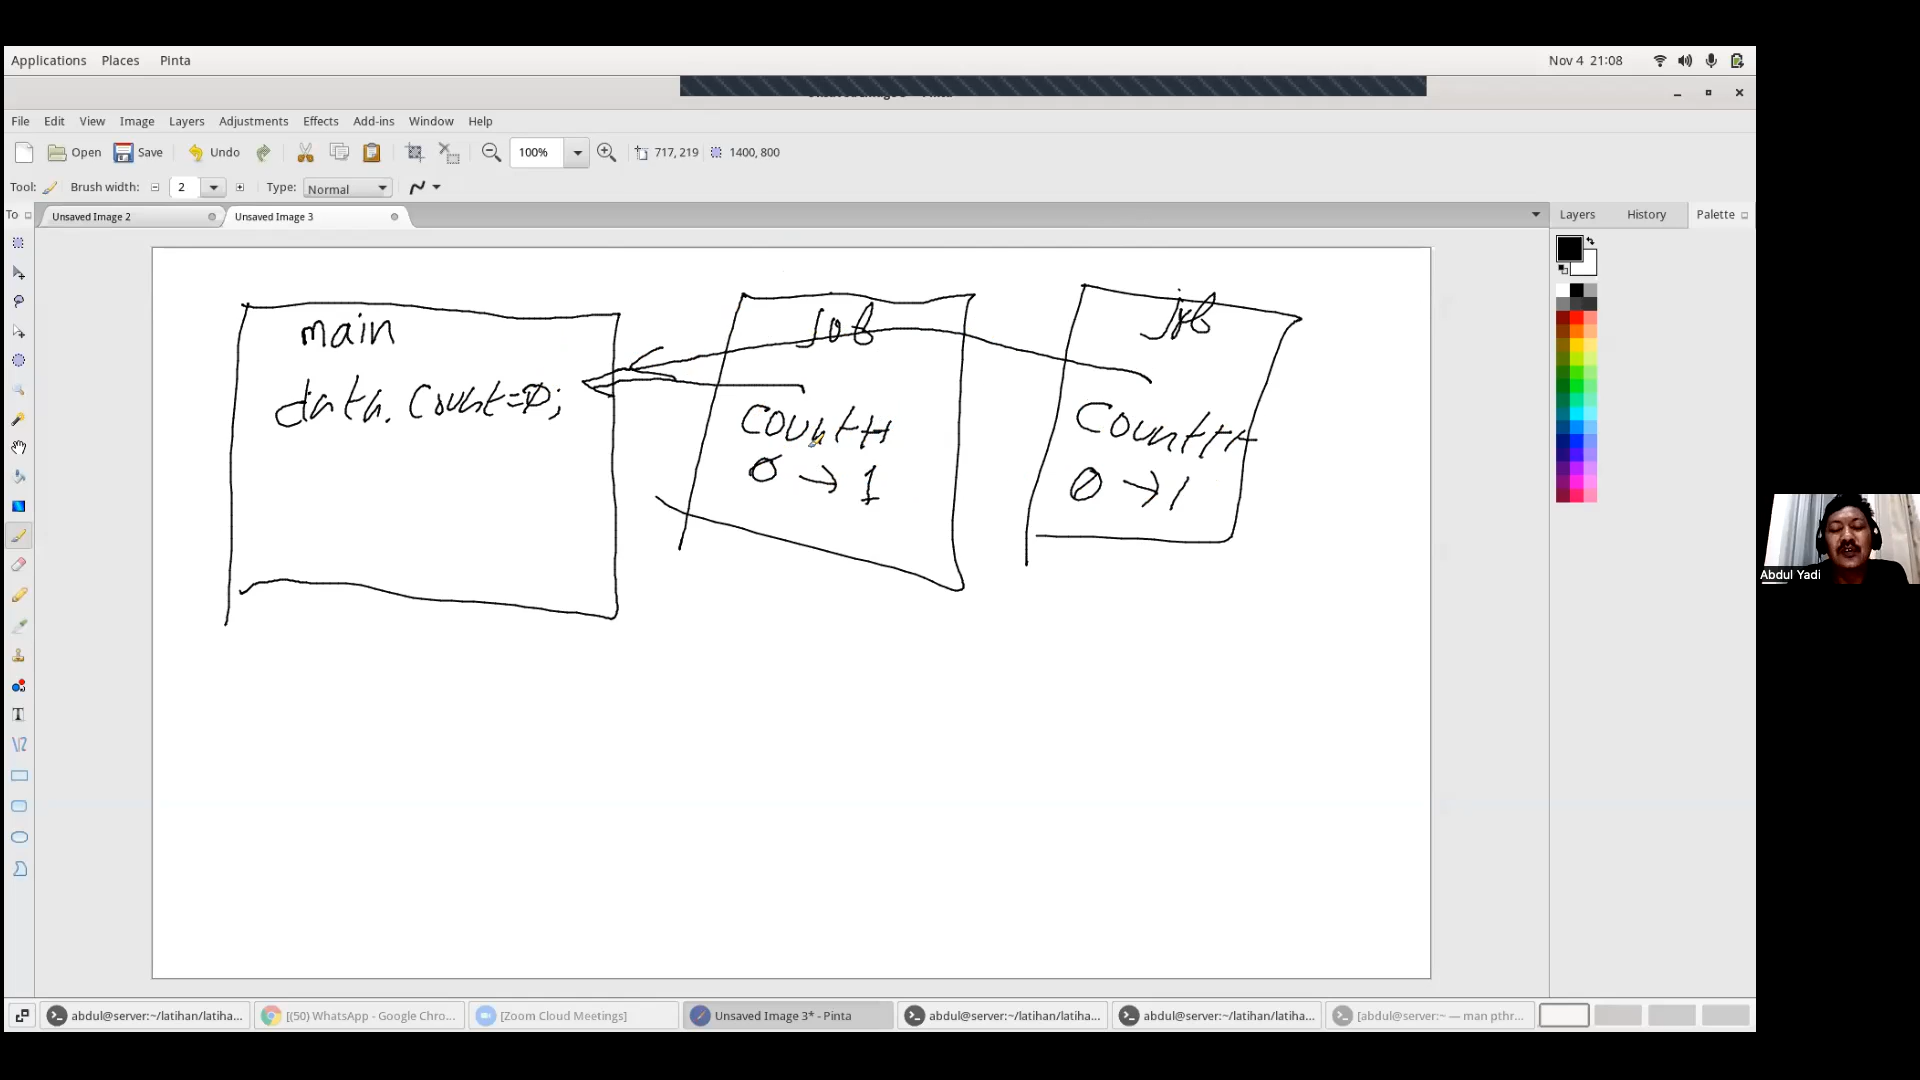 Applications Places Pinta
Nov 4 21:08
File Edit View Image Layers Adjustments Effects Add-ins Window Help
Open Save Undo 100% 717, 219 1400, 800
Tool: Brush width: 2 Type: Normal
To Unsaved Image 2 Unsaved Image 3 Layers History Palette
main
data.count=0;
job
count++
0 → 1
job
count++
0 → 1
Abdul Yadi
abdul@server:~/latihan/latiha... [(50) WhatsApp - Google Chro... [Zoom Cloud Meetings] Unsaved Image 3* - Pinta abdul@server:~/latihan/latiha... abdul@server:~/latihan/latiha... [abdul@server:~ — man pthr...